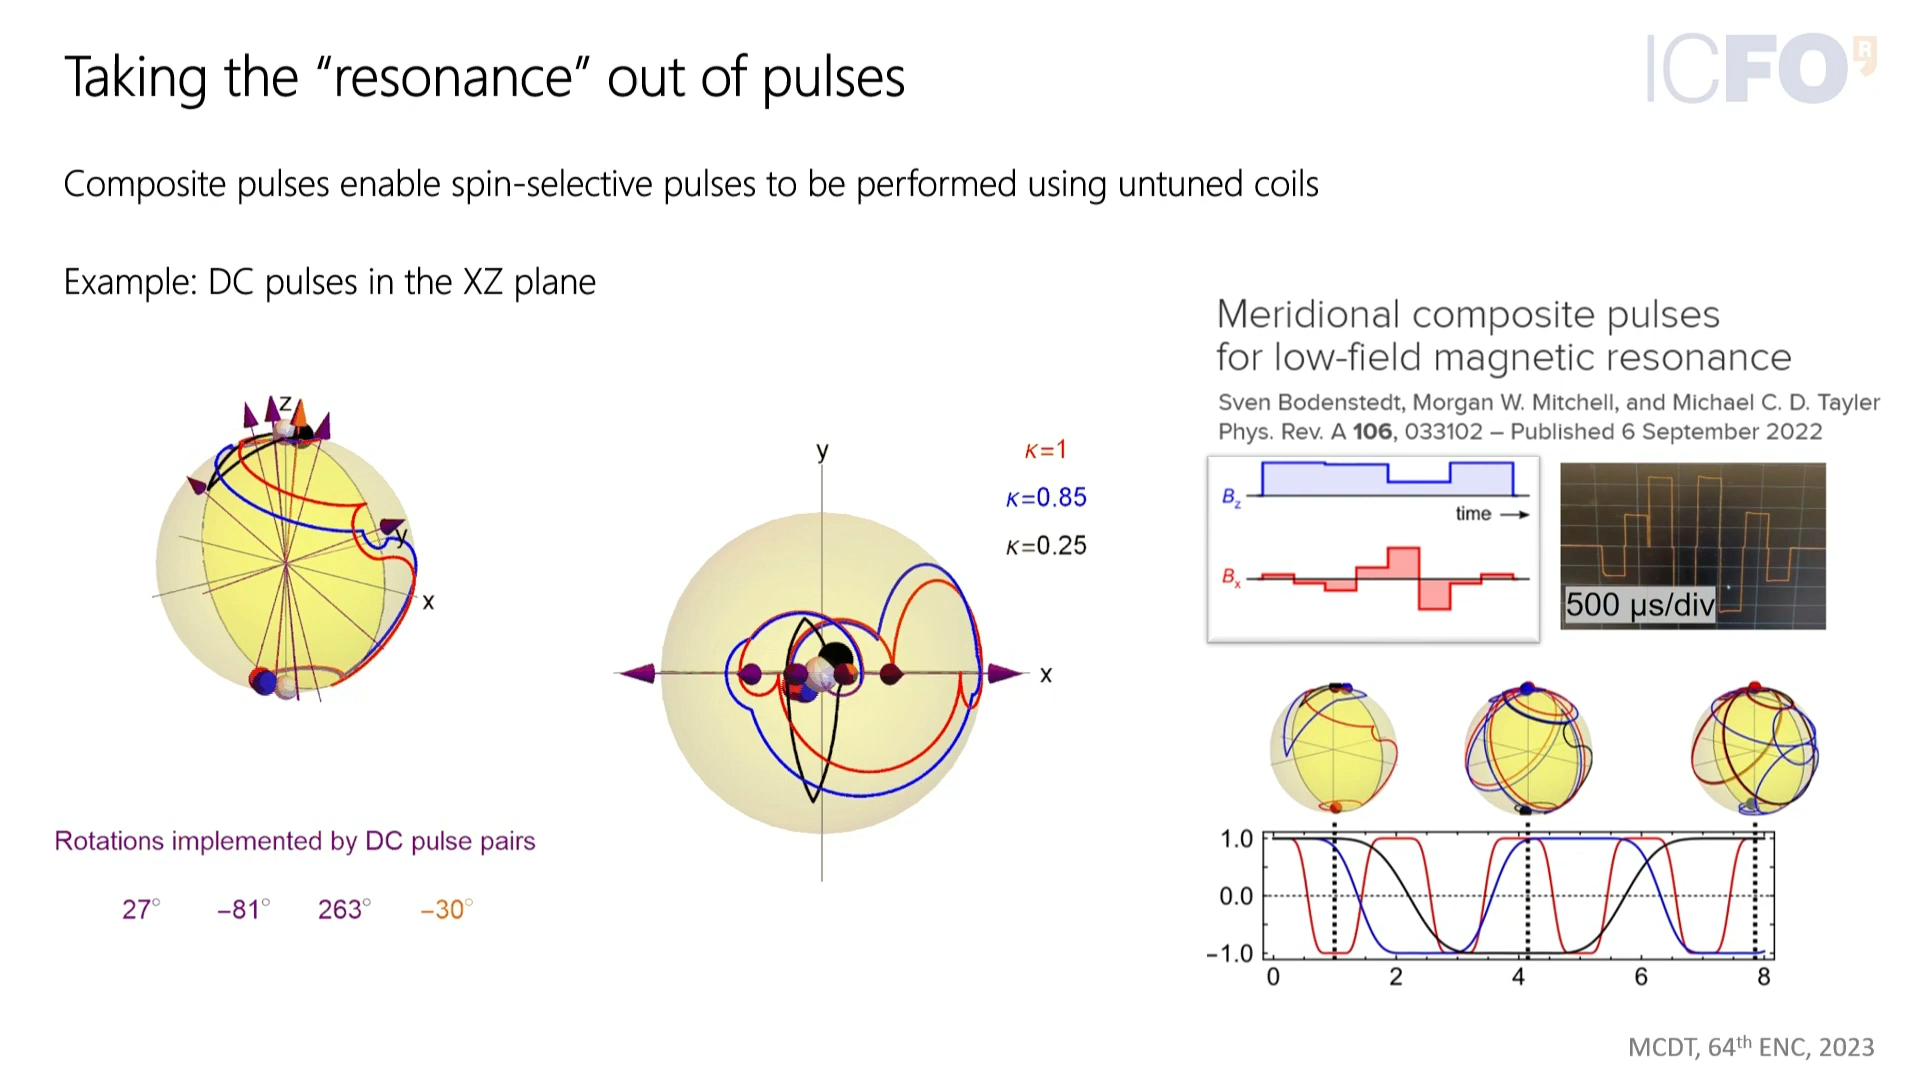 Taking the “resonance” out of pulses
ICFO
R
Composite pulses enable spin-selective pulses to be performed using untuned coils
Example: DC pulses in the XZ plane
z
y
x
y
x
κ=1
κ=0.85
κ=0.25
Rotations implemented by DC pulse pairs
27° −81° 263° −30°
Meridional composite pulses
for low-field magnetic resonance
Sven Bodenstedt, Morgan W. Mitchell, and Michael C. D. Tayler
Phys. Rev. A 106, 033102 – Published 6 September 2022
Bz
time
Bx
500 µs/div
1.0
0.0
−1.0
0 2 4 6 8
MCDT, 64th ENC, 2023